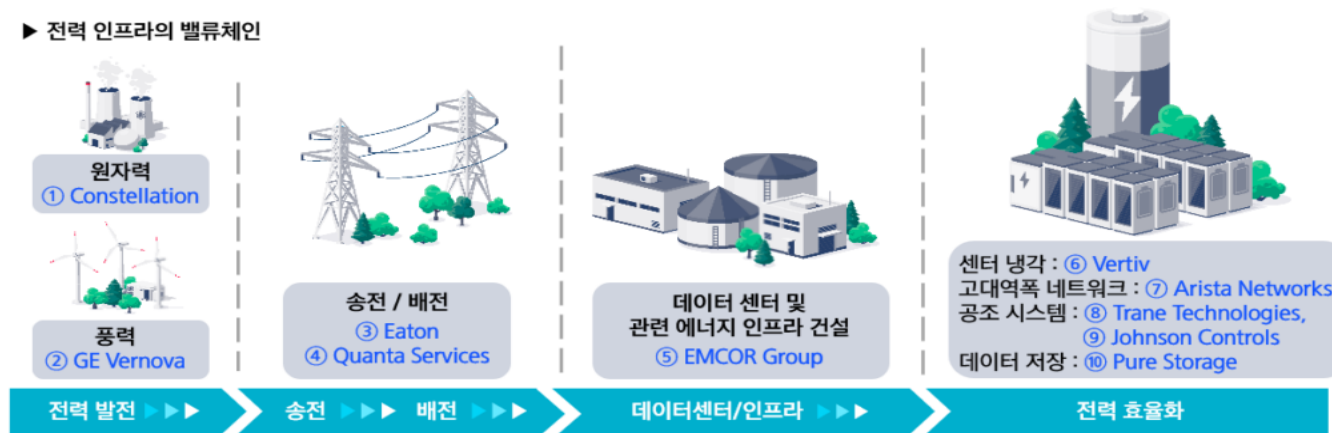 ▶ 전력 인프라의 밸류체인
원자력
① Constellation
풍력
② GE Vernova
송전 / 배전
③ Eaton
④ Quanta Services
데이터 센터 및
관련 에너지 인프라 건설
⑤ EMCOR Group
센터 냉각 : ⑥ Vertiv
고대역폭 네트워크 : ⑦ Arista Networks
공조 시스템 : ⑧ Trane Technologies,
⑨ Johnson Controls
데이터 저장 : ⑩ Pure Storage
전력 발전 ▶▶▶
송전 ▶▶▶ 배전 ▶▶▶
데이터센터/인프라 ▶▶▶
전력 효율화